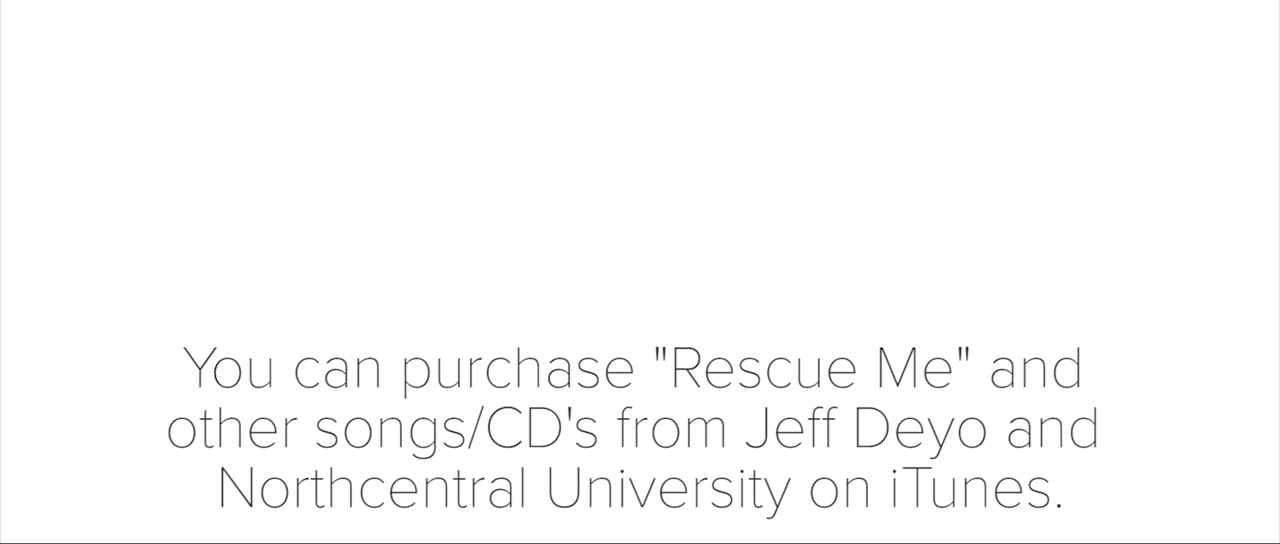 You can purchase "Rescue Me" and
other songs/CD's from Jeff Deyo and
Northcentral University on iTunes.